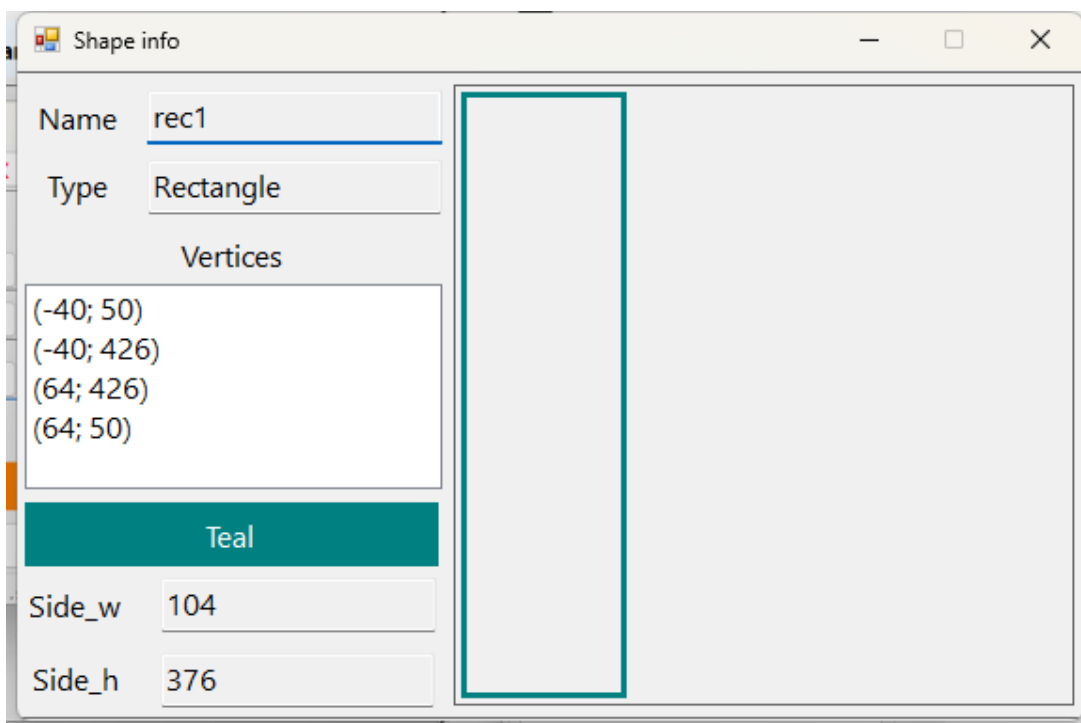 Shape info
Name rec1
Type Rectangle
Vertices
(-40; 50)
(-40; 426)
(64; 426)
(64; 50)
Teal
Side_w 104
Side_h 376